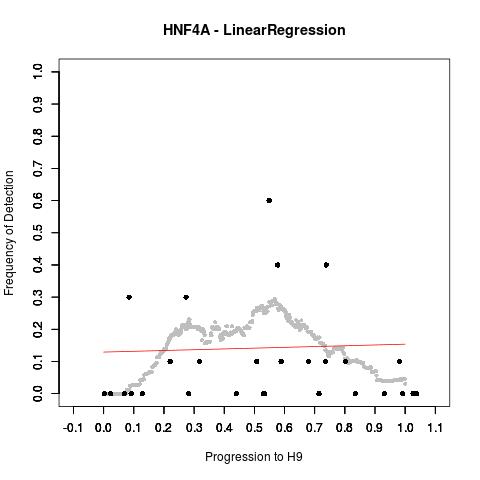 HNF4A - LinearRegression
Frequency of Detection
1.0
0.9
0.8
0.7
0.6
0.5
0.4
0.3
0.2
0.1
0.0
-0.1 0.0 0.1 0.2 0.3 0.4 0.5 0.6 0.7 0.8 0.9 1.0 1.1
Progression to H9